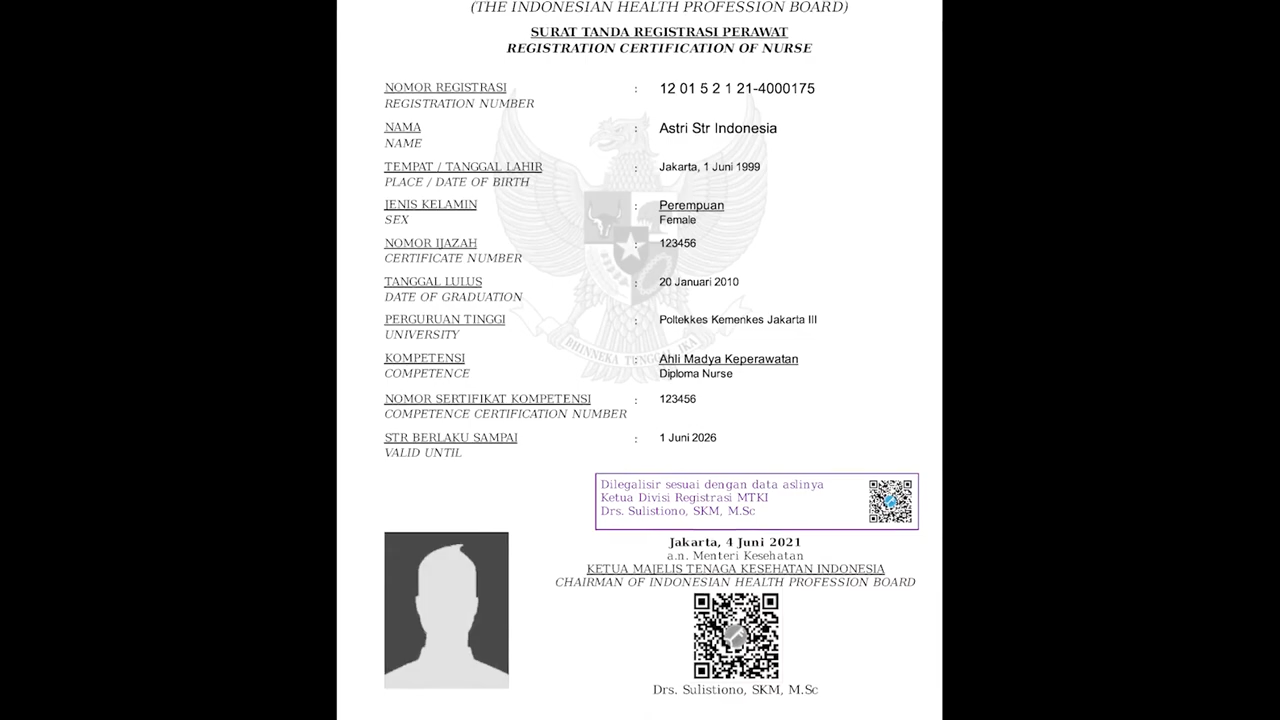 (THE INDONESIAN HEALTH PROFESSION BOARD)
SURAT TANDA REGISTRASI PERAWAT
REGISTRATION CERTIFICATION OF NURSE
NOMOR REGISTRASI : 12 01 5 2 1 21-4000175
REGISTRATION NUMBER
NAMA : Astri Str Indonesia
NAME
TEMPAT / TANGGAL LAHIR : Jakarta, 1 Juni 1999
PLACE / DATE OF BIRTH
JENIS KELAMIN : Perempuan
SEX Female
NOMOR IJAZAH : 123456
CERTIFICATE NUMBER
TANGGAL LULUS : 20 Januari 2010
DATE OF GRADUATION
PERGURUAN TINGGI : Poltekkes Kemenkes Jakarta III
UNIVERSITY
BHINNEKA TUNGGAL IKA
KOMPETENSI : Ahli Madya Keperawatan
COMPETENCE Diploma Nurse
NOMOR SERTIFIKAT KOMPETENSI : 123456
COMPETENCE CERTIFICATION NUMBER
STR BERLAKU SAMPAI : 1 Juni 2026
VALID UNTIL
Dilegalisir sesuai dengan data aslinya
Ketua Divisi Registrasi MTKI
Drs. Sulistiono, SKM, M.Sc
Jakarta, 4 Juni 2021
a.n. Menteri Kesehatan
KETUA MAJELIS TENAGA KESEHATAN INDONESIA
CHAIRMAN OF INDONESIAN HEALTH PROFESSION BOARD
Drs. Sulistiono, SKM, M.Sc